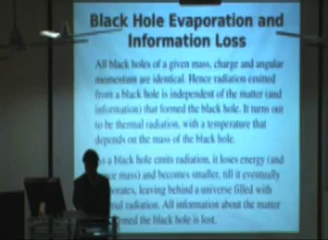 Black Hole Evaporation and
Information Loss
All black holes of a given mass, charge and angular
momentum are identical. Hence radiation emitted
from a black hole is independent of the matter (and
information) that formed the black hole. It turns out
to be thermal radiation, with a temperature that
depends on the mass of the black hole.
As a black hole emits radiation, it loses energy (and
mass) and becomes smaller, till it eventually
leaving behind a universe filled with
radiation. All information about the matter
the black hole is lost.